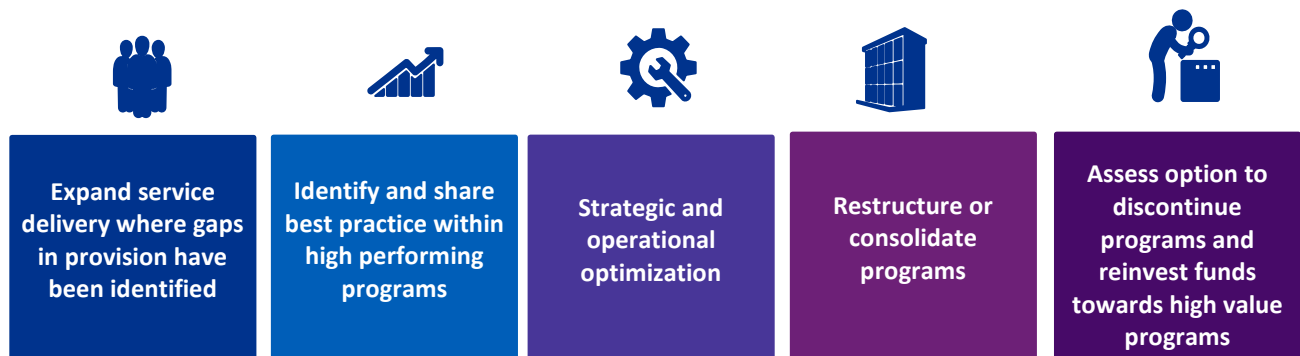 Expand service
delivery where gaps
in provision have
been identified
Identify and share
best practice within
high performing
programs
Strategic and
operational
optimization
Restructure or
consolidate
programs
Assess option to
discontinue
programs and
reinvest funds
towards high value
programs